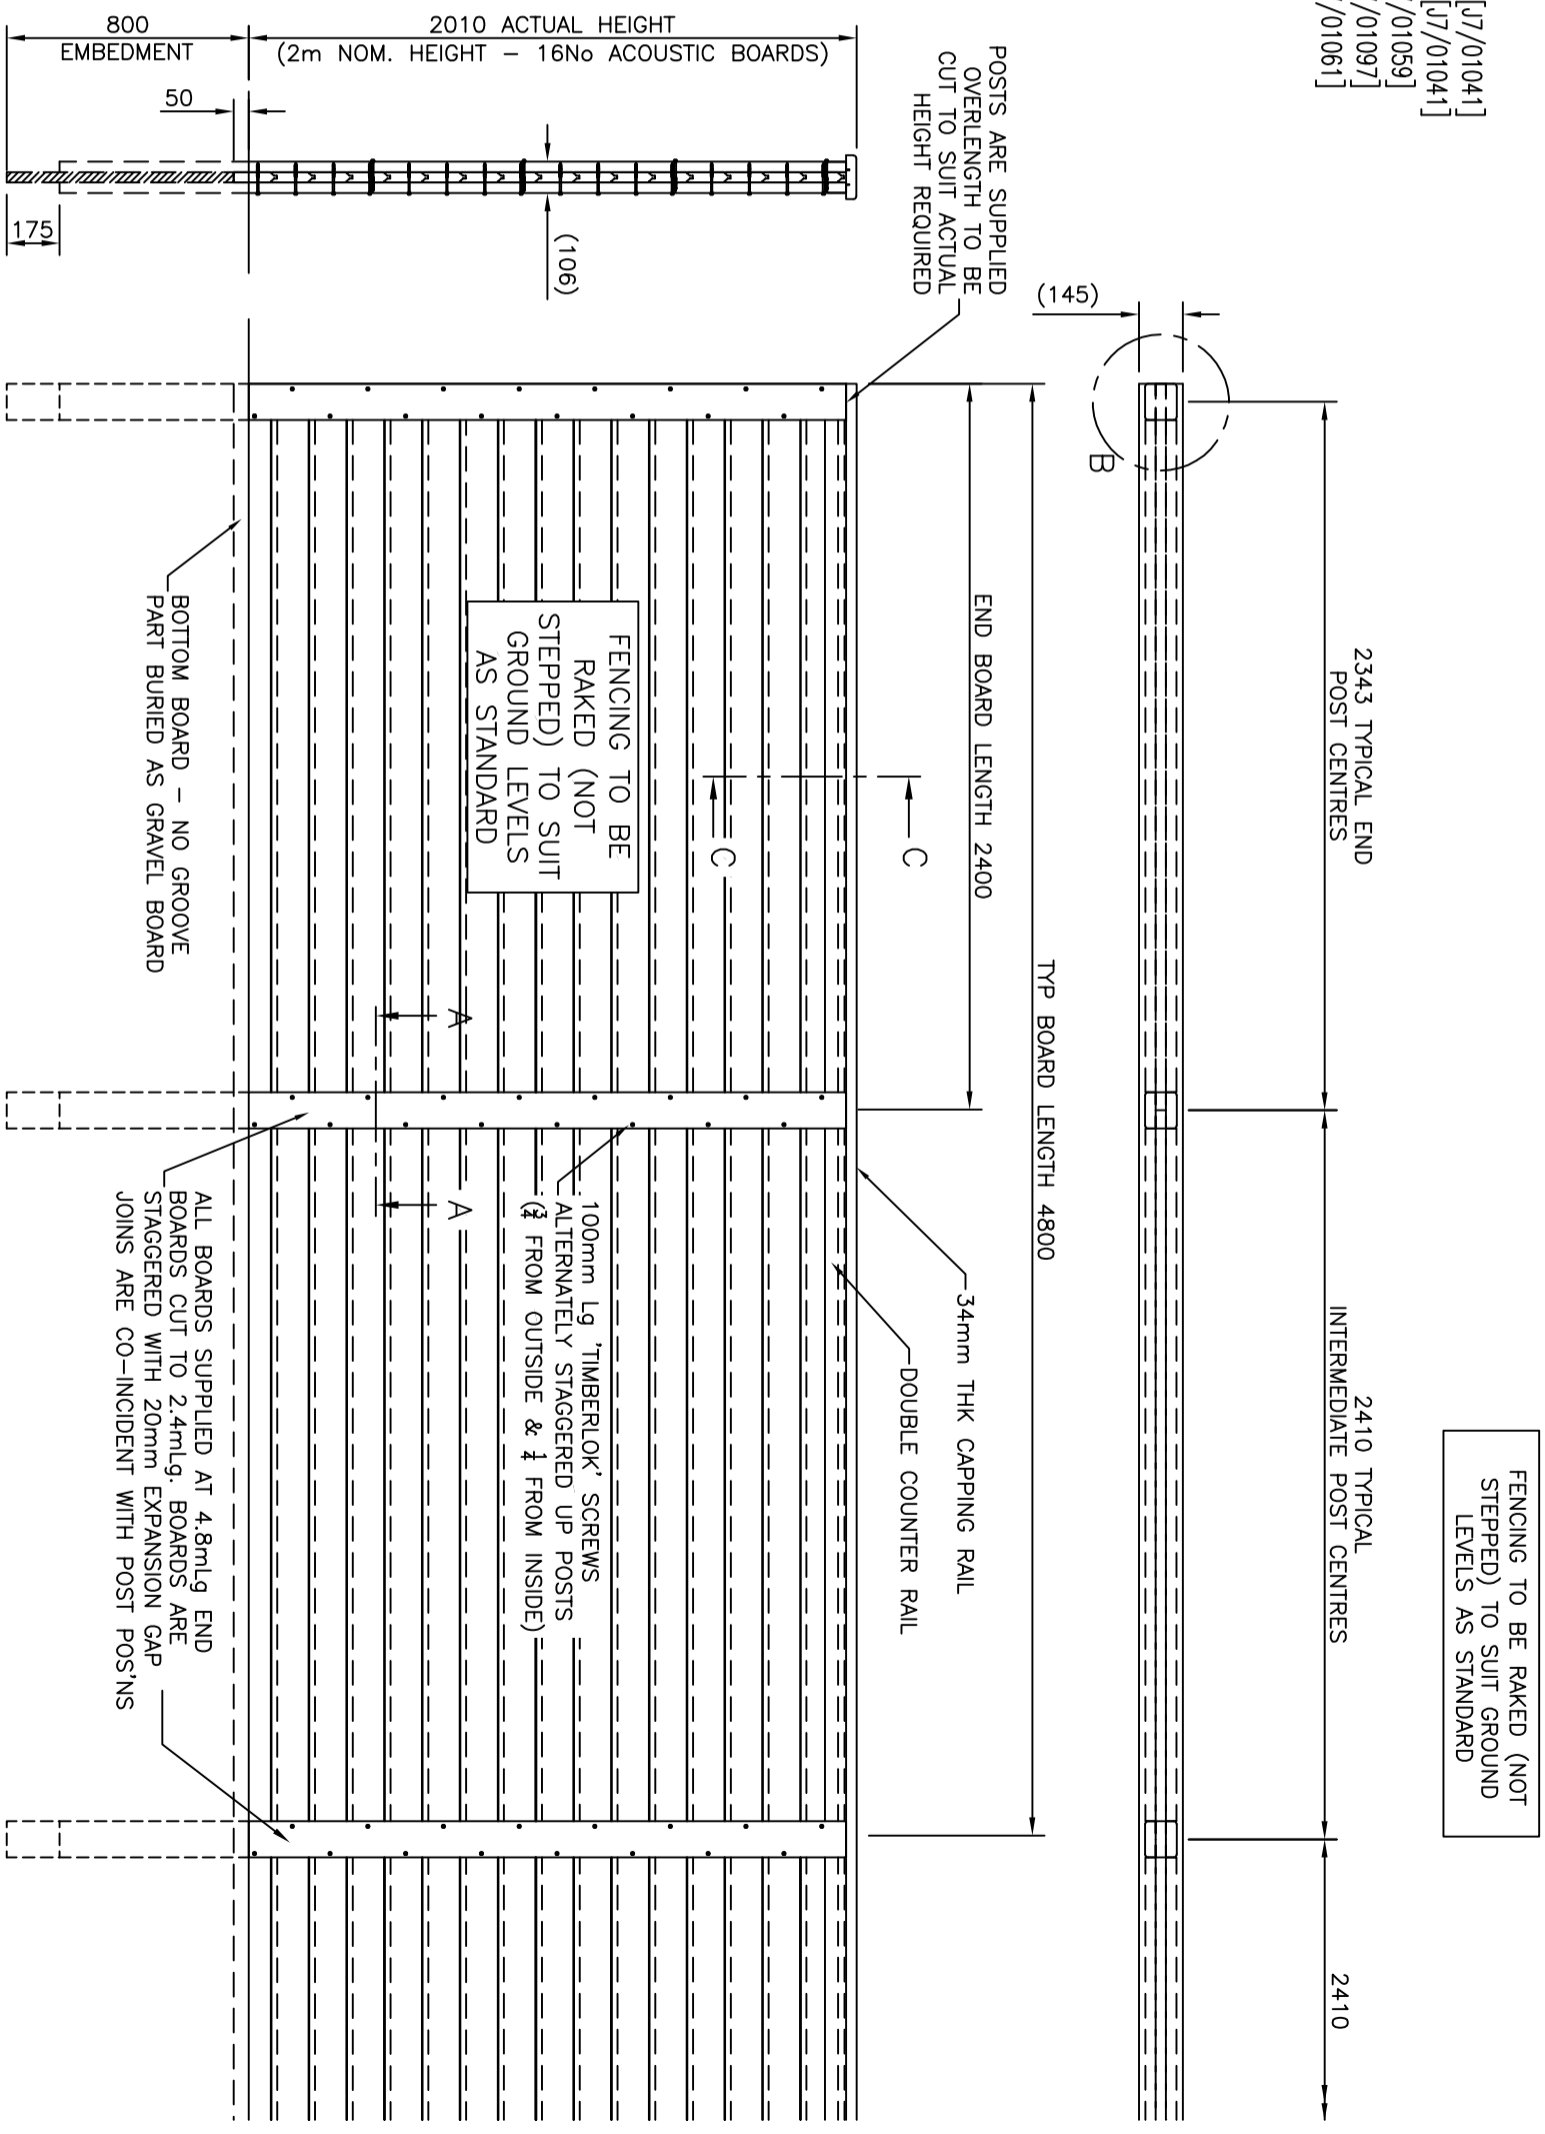 [J7/01041]
[J7/01041]
7/01059]
7/01097]
7/01061]
FENCING TO BE RAKED (NOT
STEPPED) TO SUIT GROUND
LEVELS AS STANDARD
2343 TYPICAL END
POST CENTRES
2410 TYPICAL
INTERMEDIATE POST CENTRES
2410
(145)
B
TYP BOARD LENGTH 4800
END BOARD LENGTH 2400
POSTS ARE SUPPLIED
OVERLENGTH TO BE
CUT TO SUIT ACTUAL
HEIGHT REQUIRED
34mm THK CAPPING RAIL
DOUBLE COUNTER RAIL
C
C
2010 ACTUAL HEIGHT
(2m NOM. HEIGHT - 16No ACOUSTIC BOARDS)
800
EMBEDMENT
50
(106)
175
FENCING TO BE
RAKED (NOT
STEPPED) TO SUIT
GROUND LEVELS
AS STANDARD
100mm Lg 'TIMBERLOK' SCREWS
ALTERNATELY STAGGERED UP POSTS
(¾ FROM OUTSIDE & ¼ FROM INSIDE)
A
A
BOTTOM BOARD - NO GROOVE
PART BURIED AS GRAVEL BOARD
ALL BOARDS SUPPLIED AT 4.8mLg END
BOARDS CUT TO 2.4mLg. BOARDS ARE
STAGGERED WITH 20mm EXPANSION GAP
JOINS ARE CO-INCIDENT WITH POST POS'NS